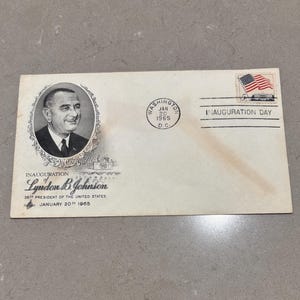 WASHINGTON
JAN
20
1965
D.C.
INAUGURATION DAY
INAUGURATION
Lyndon B. Johnson
36TH PRESIDENT OF THE UNITED STATES
JANUARY 20TH 1965